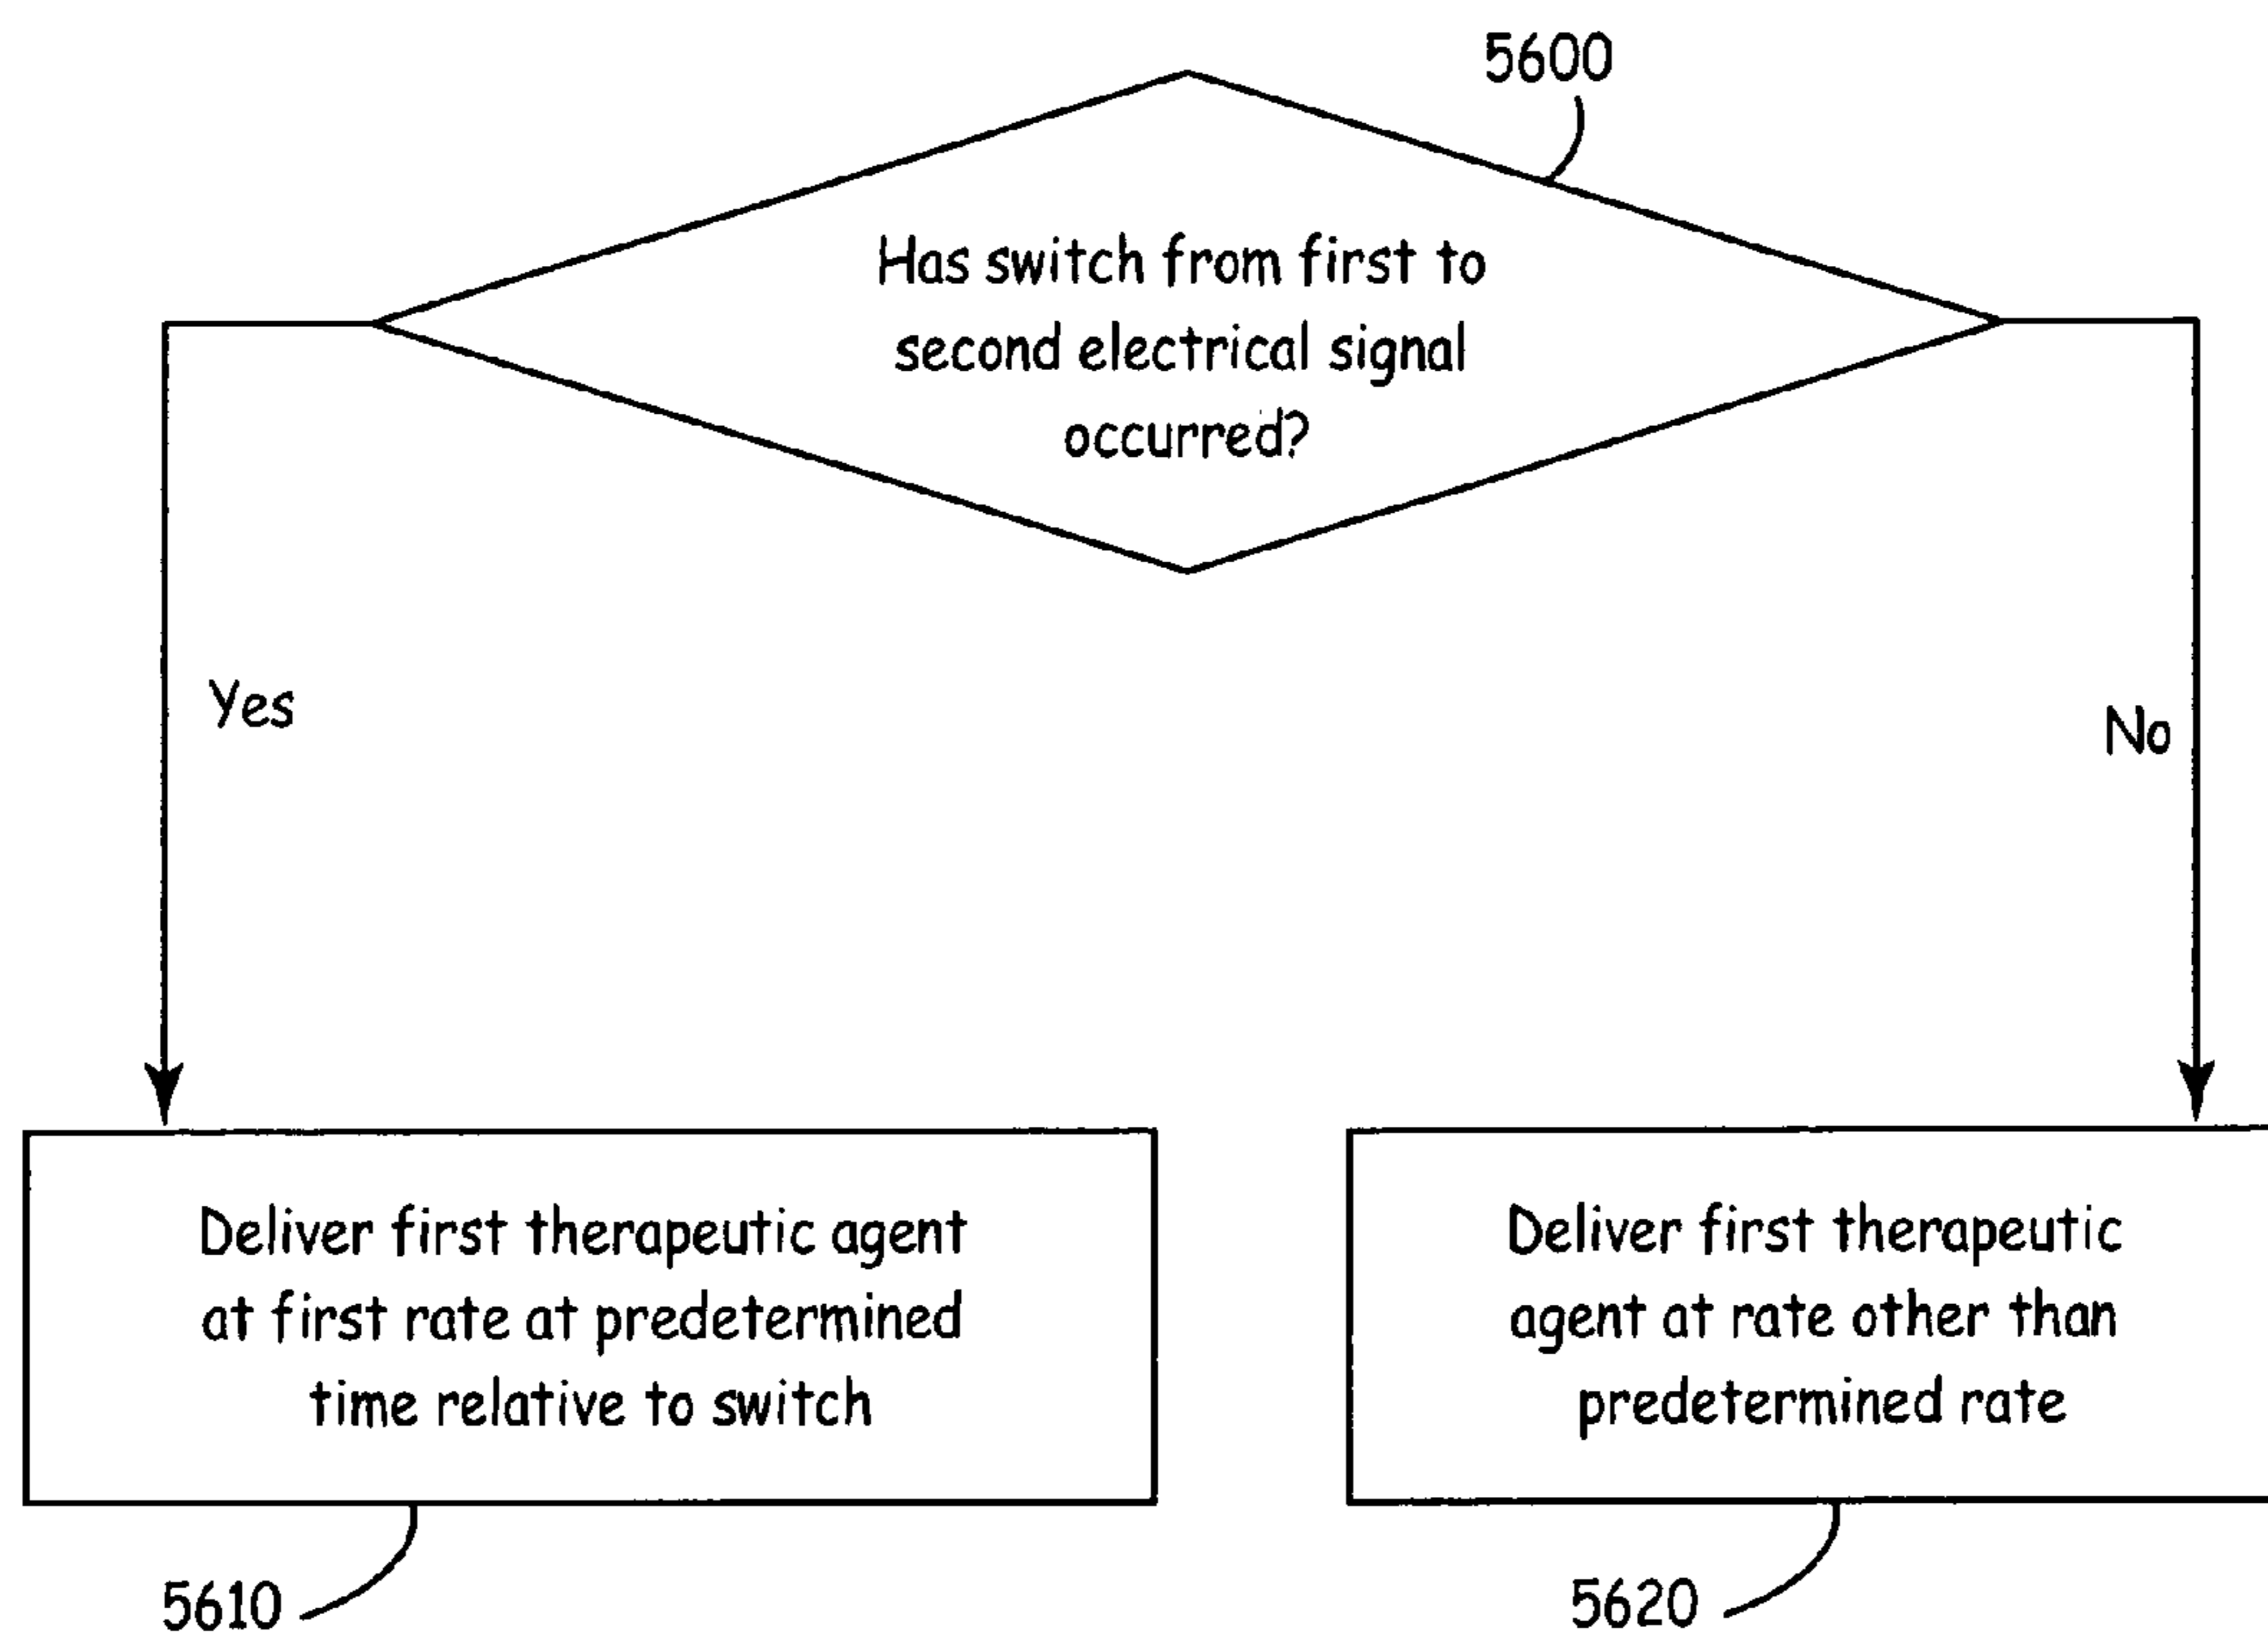 5600
Has switch from first to
second electrical signal
occurred?
Yes
No
Deliver first therapeutic agent
at first rate at predetermined
time relative to switch
Deliver first therapeutic
agent at rate other than
predetermined rate
5610
5620